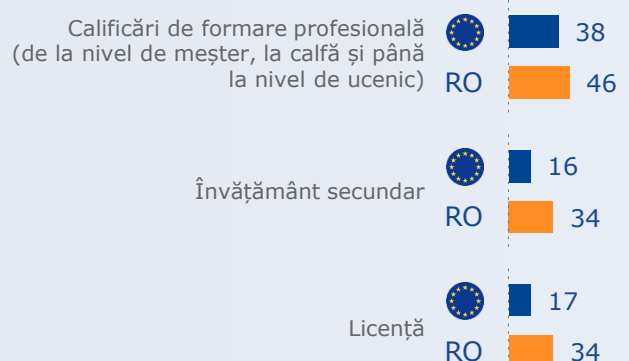 Calificări de formare profesională
(de la nivel de meșter, la calfă și până
la nivel de ucenic)
38
RO 46
Învățământ secundar
16
RO 34
Licență
17
RO 34